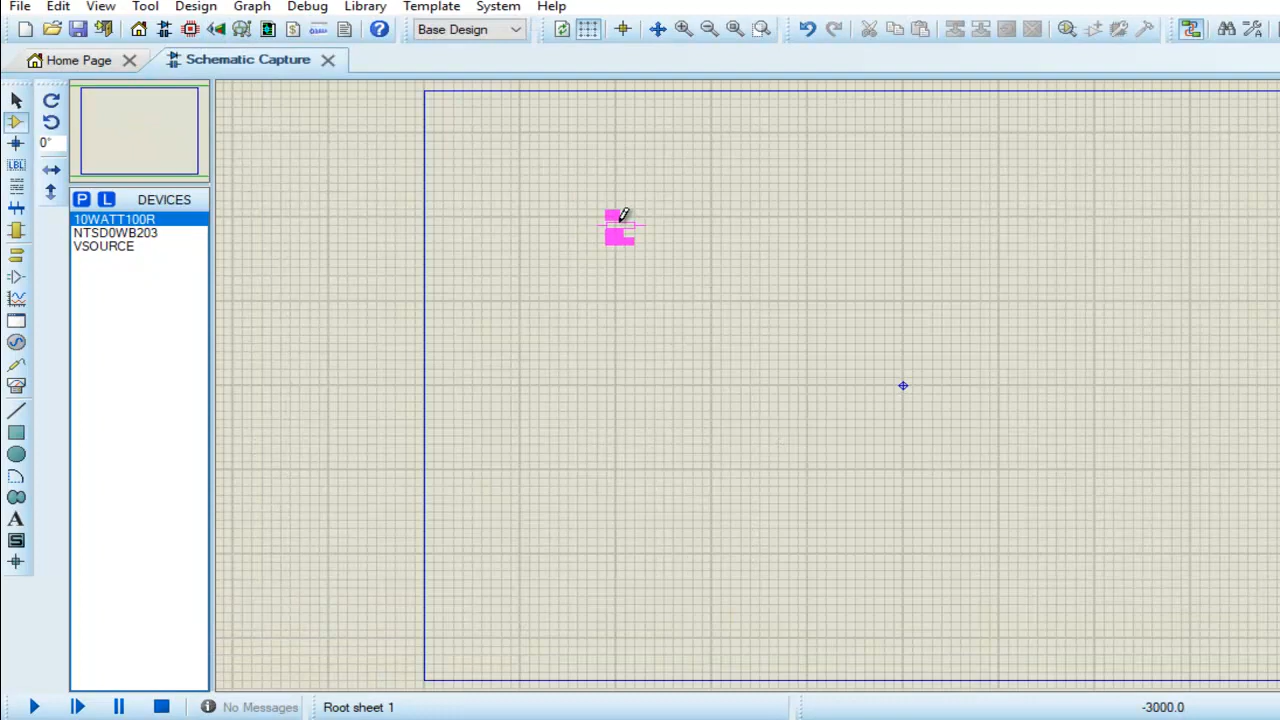 File Edit View Tool Design Graph Debug Library Template System Help
Base Design
Home Page Schematic Capture
LBL
0°
P L DEVICES
10WATT100R
NTSD0WB203
VSOURCE
A
S
No Messages Root sheet 1 -3000.0